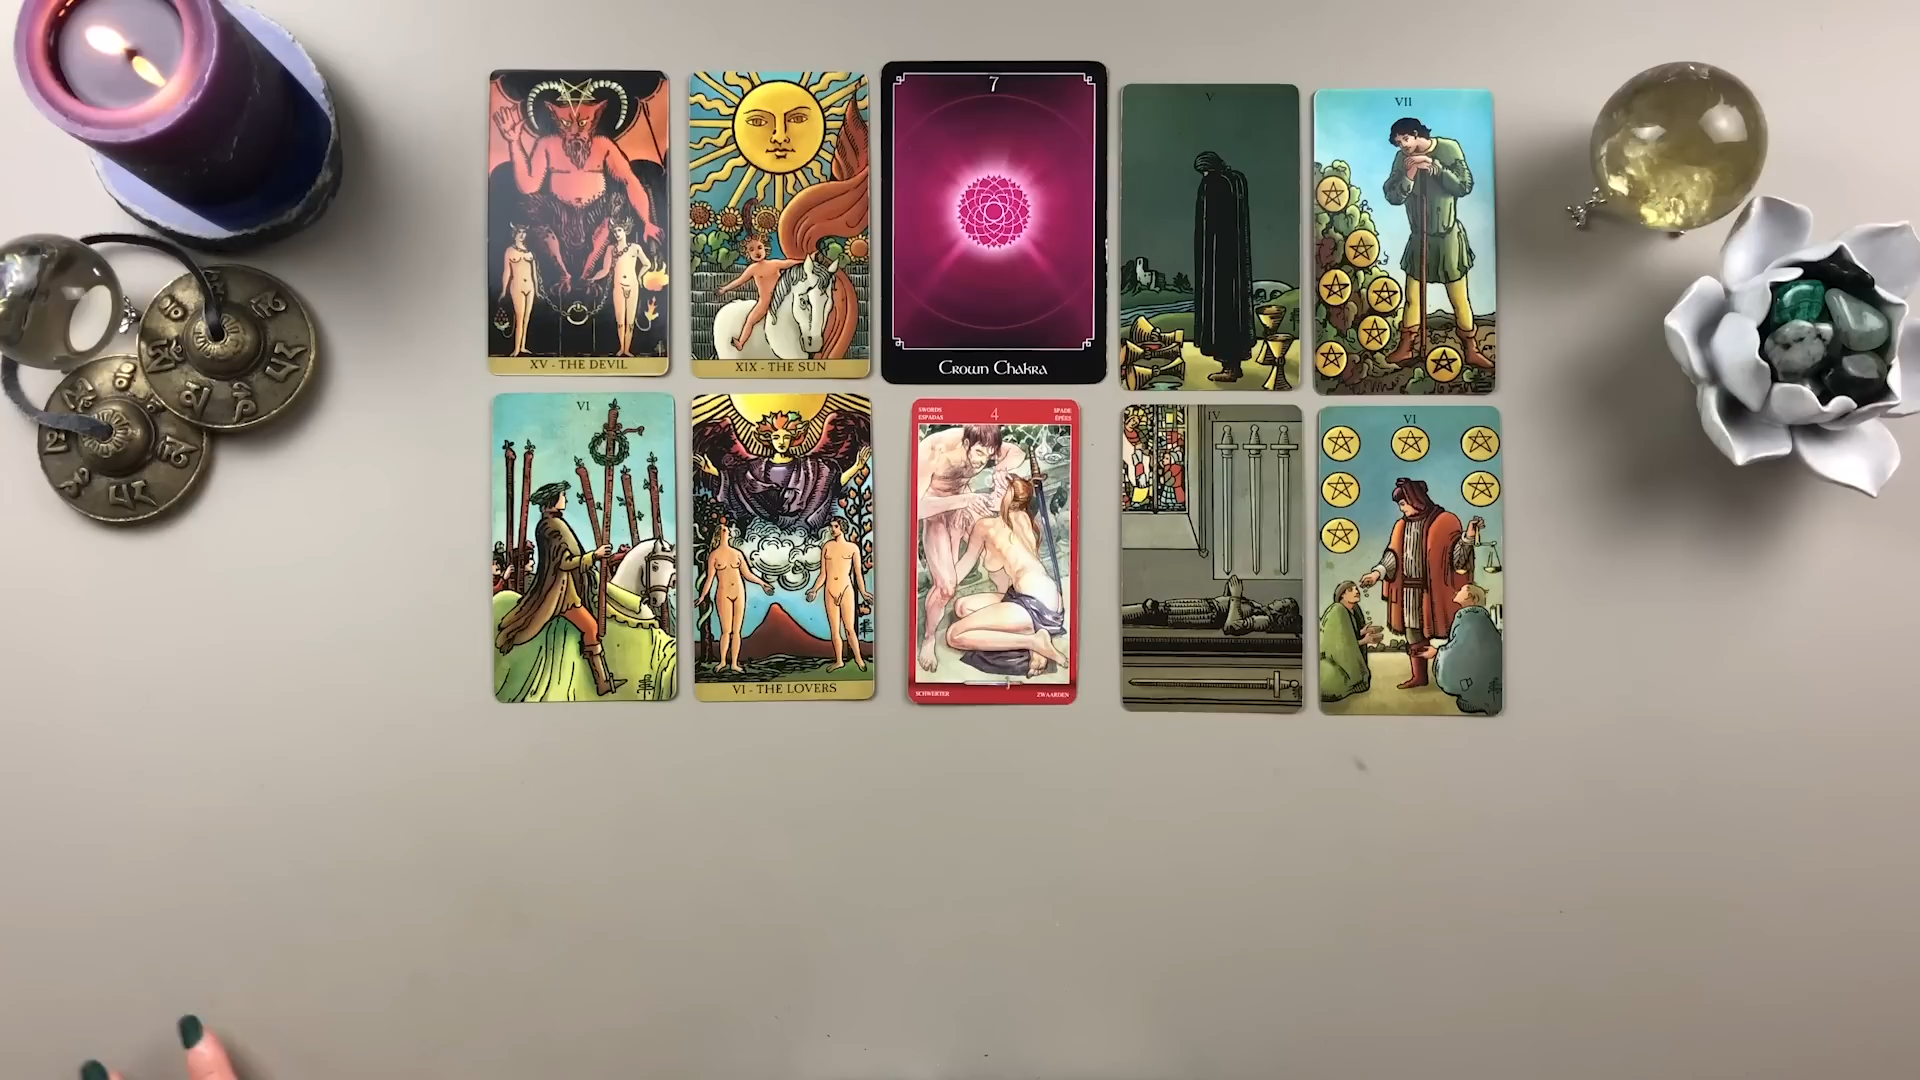 XV - THE DEVIL
XIX - THE SUN
7
Crown Chakra
V
VII
VI
VI - THE LOVERS
SWORDS
ESPADAS
4
SPADE
ÉPÉES
SCHWERTER
ZWAARDEN
IV
VI